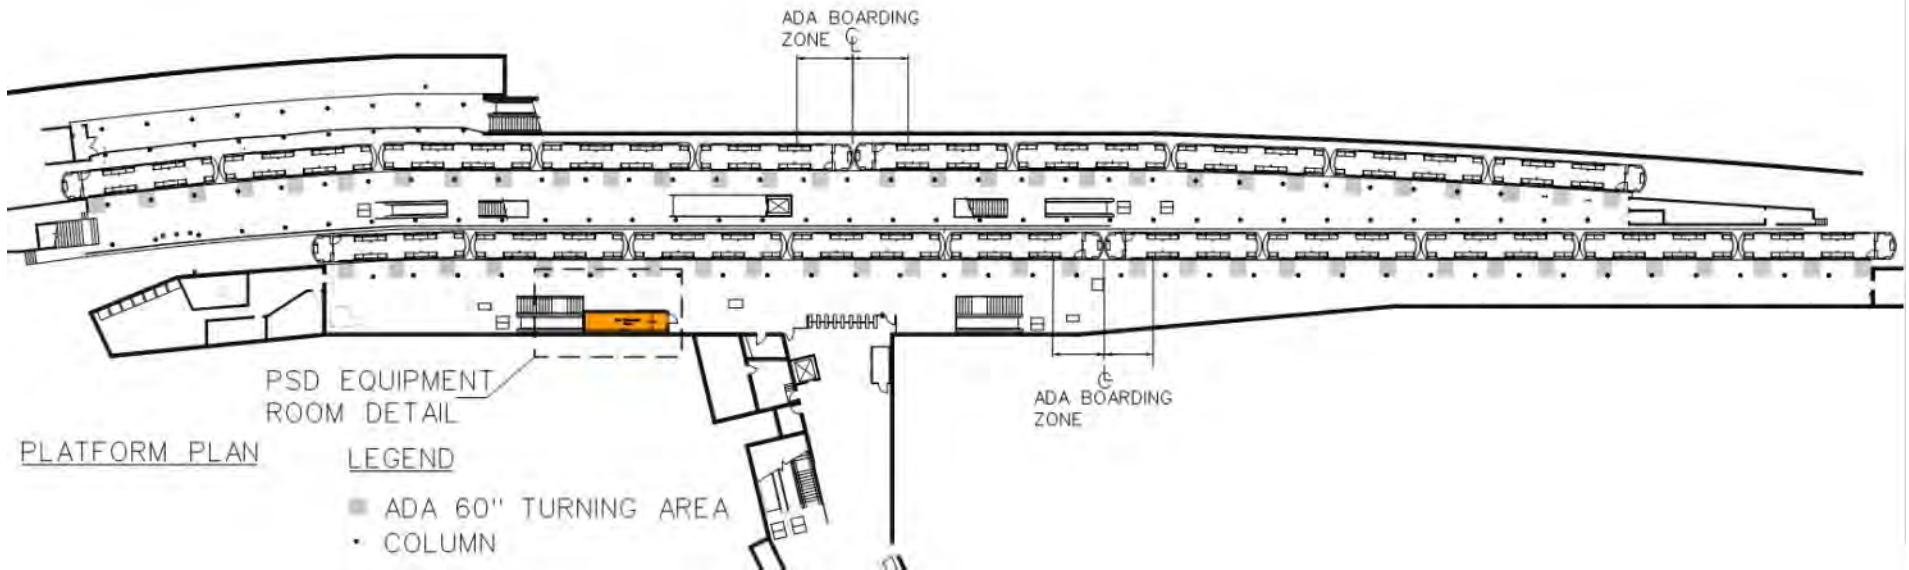 ADA BOARDING
ZONE
PSD EQUIPMENT
ROOM DETAIL
ADA BOARDING
ZONE
PLATFORM PLAN
LEGEND
ADA 60" TURNING AREA
COLUMN